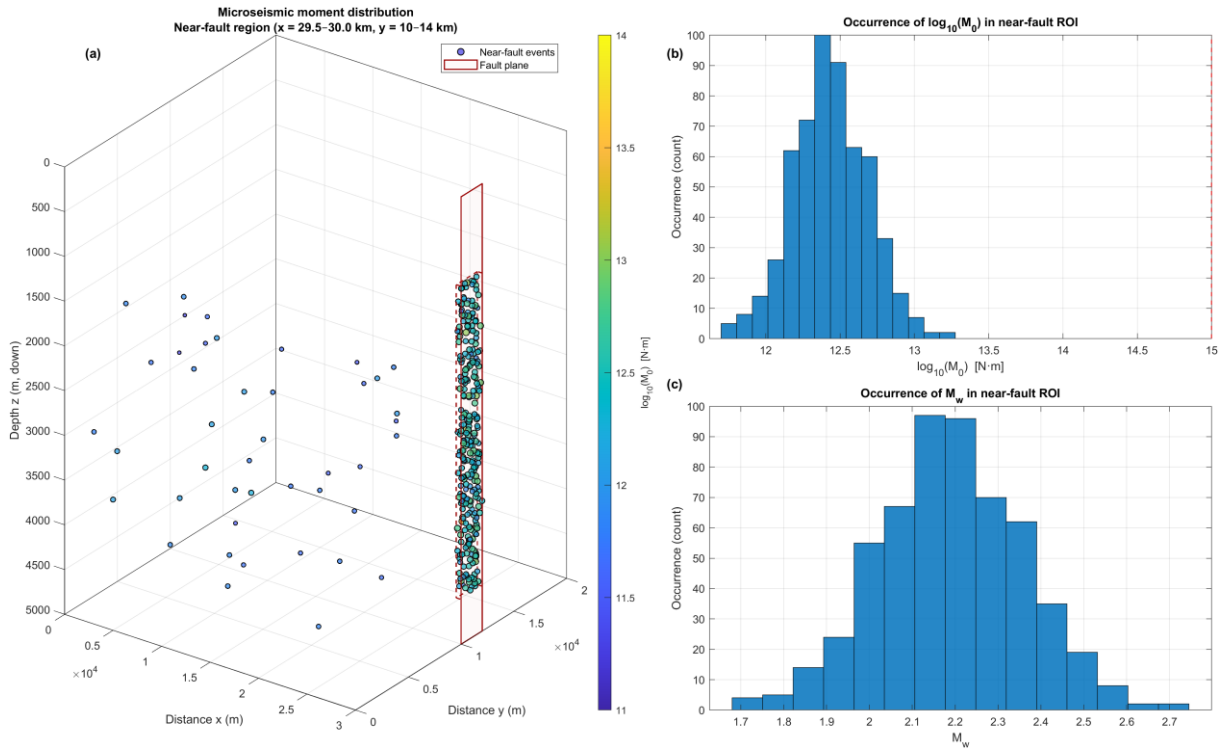 Microseismic moment distribution
Near-fault region (x = 29.5–30.0 km, y = 10–14 km)
(a)
Near-fault events
Fault plane
0
500
1000
1500
2000
2500
3000
3500
4000
4500
5000
Depth z (m, down)
0
0.5
1
1.5
2
2.5
3
×10⁴
Distance x (m)
0
0.5
1
1.5
2
×10⁴
Distance y (m)
14
13.5
13
12.5
12
11.5
11
log₁₀(M₀) [N·m]
Occurrence of log₁₀(M₀) in near-fault ROI
(b)
100
90
80
70
60
50
40
30
20
10
0
Occurrence (count)
12 12.5 13 13.5 14 14.5 15
log₁₀(M₀) [N·m]
Occurrence of M_w in near-fault ROI
(c)
100
90
80
70
60
50
40
30
20
10
0
Occurrence (count)
1.7 1.8 1.9 2 2.1 2.2 2.3 2.4 2.5 2.6 2.7
M_w